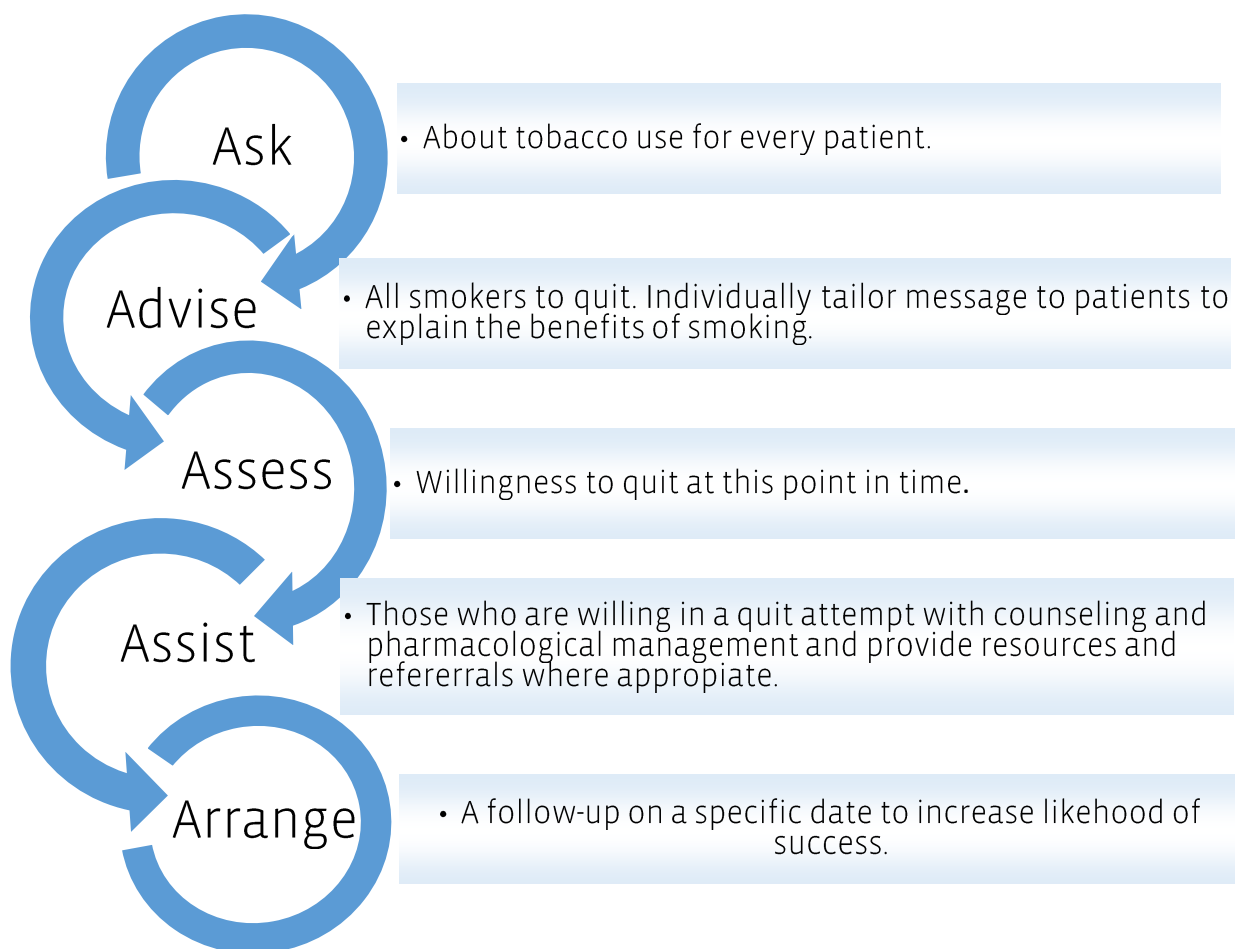 Ask
• About tobacco use for every patient.
Advise
• All smokers to quit. Individually tailor message to patients to
explain the benefits of smoking.
Assess
• Willingness to quit at this point in time.
Assist
• Those who are willing in a quit attempt with counseling and
pharmacological management and provide resources and
refererrals where appropiate.
Arrange
• A follow-up on a specific date to increase likehood of
success.